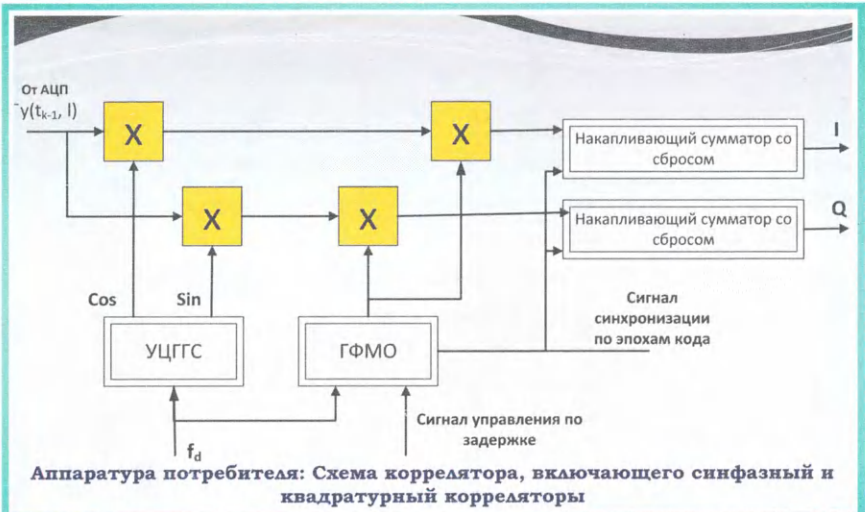 От АЦП
˜y(tk-1, l)
X
X
Накапливающий сумматор со
сбросом
I
X
X
Накапливающий сумматор со
сбросом
Q
Cos
Sin
Сигнал
синхронизации
по эпохам кода
УЦГГС
ГФМО
Сигнал управления по
задержке
fd
Аппаратура потребителя: Схема коррелятора, включающего синфазный и
квадратурный корреляторы